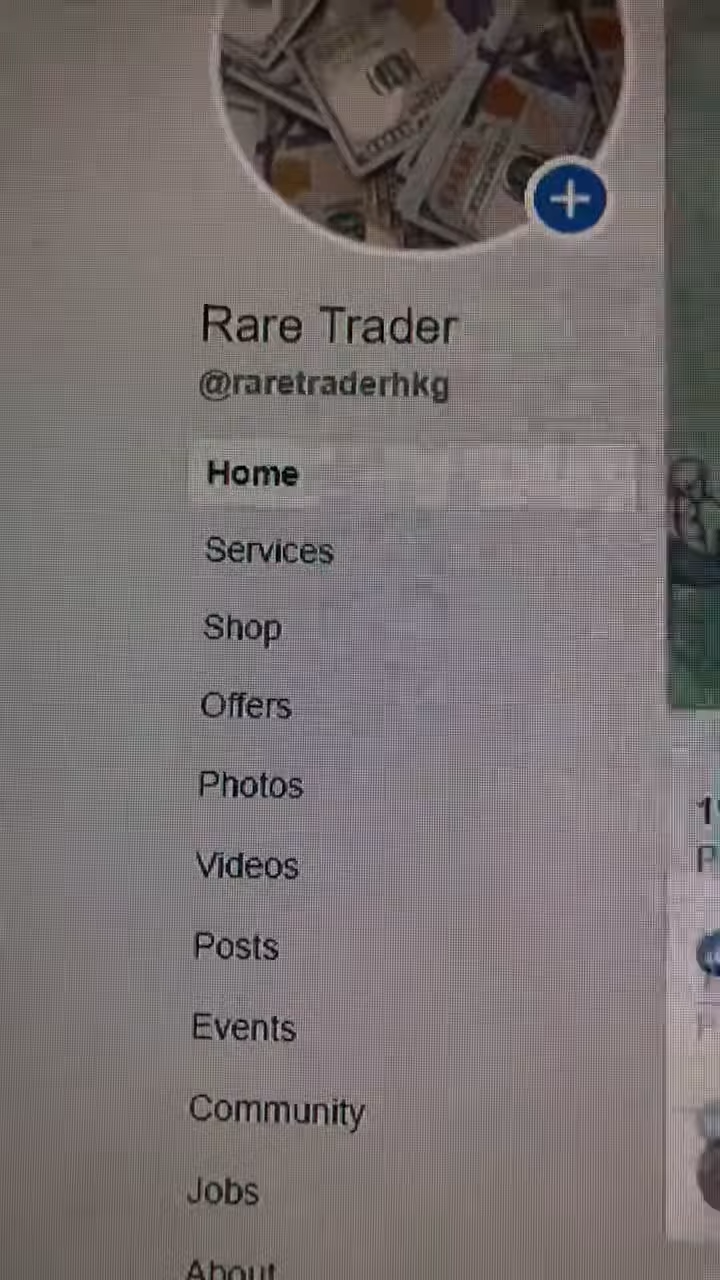 Rare Trader
@raretraderhkg
Home
Services
Shop
Offers
Photos
Videos
Posts
Events
Community
Jobs
About